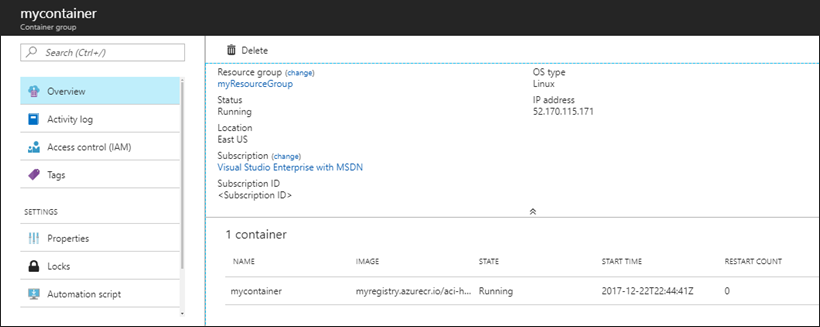 mycontainer
Container group
Search (Ctrl+/)
Overview
Activity log
Access control (IAM)
Tags
SETTINGS
Properties
Locks
Automation script
Delete
Resource group (change)
myResourceGroup
Status
Running
Location
East US
Subscription (change)
Visual Studio Enterprise with MSDN
Subscription ID
<Subscription ID>
OS type
Linux
IP address
52.170.115.171
1 container
NAME IMAGE STATE START TIME RESTART COUNT
mycontainer myregistry.azurecr.io/aci-h... Running 2017-12-22T22:44:41Z 0